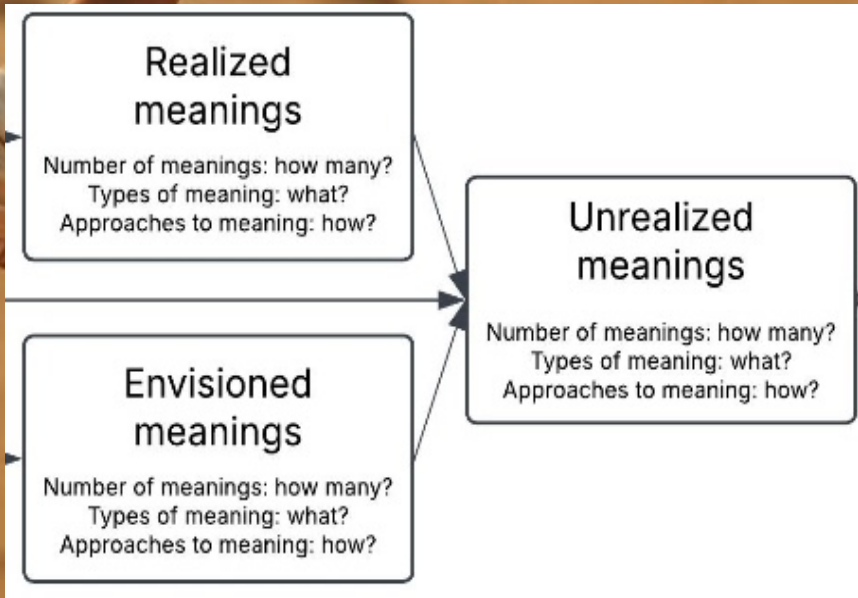 Realized
meanings
Number of meanings: how many?
Types of meaning: what?
Approaches to meaning: how?
Unrealized
meanings
Number of meanings: how many?
Types of meaning: what?
Approaches to meaning: how?
Envisioned
meanings
Number of meanings: how many?
Types of meaning: what?
Approaches to meaning: how?